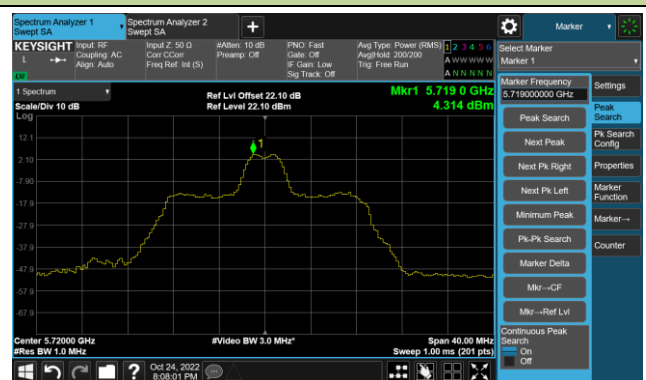 Spectrum Analyzer 1
Swept SA
Spectrum Analyzer 2
Swept SA
+
Marker
KEYSIGHT
L
LV
Input: RF
Coupling: AC
Align: Auto
Input Z: 50 Ω
Corr CCorr
Freq Ref: Int (S)
#Atten: 10 dB
Preamp: Off
PNO: Fast
Gate: Off
IF Gain: Low
Sig Track: Off
Avg Type: Power (RMS)
Avg|Hold: 200/200
Trig: Free Run
1 2 3 4 5 6
A W W W W W
A N N N N N
Select Marker
Marker 1
1 Spectrum
Scale/Div 10 dB
Log
Ref Lvl Offset 22.10 dB
Ref Level 22.10 dBm
Mkr1 5.719 0 GHz
4.314 dBm
12.1
2.10
-7.90
-17.9
-27.9
-37.9
-47.9
-57.9
-67.9
1
Center 5.72000 GHz
#Res BW 1.0 MHz
#Video BW 3.0 MHz*
Span 40.00 MHz
Sweep 1.00 ms (201 pts)
Marker Frequency
5.719000000 GHz
Peak Search
Next Peak
Next Pk Right
Next Pk Left
Minimum Peak
Pk-Pk Search
Marker Delta
Mkr→CF
Mkr→Ref Lvl
Continuous Peak
Search
On
Off
Settings
Peak
Search
Pk Search
Config
Properties
Marker
Function
Marker→
Counter
?
Oct 24, 2022
8:08:01 PM